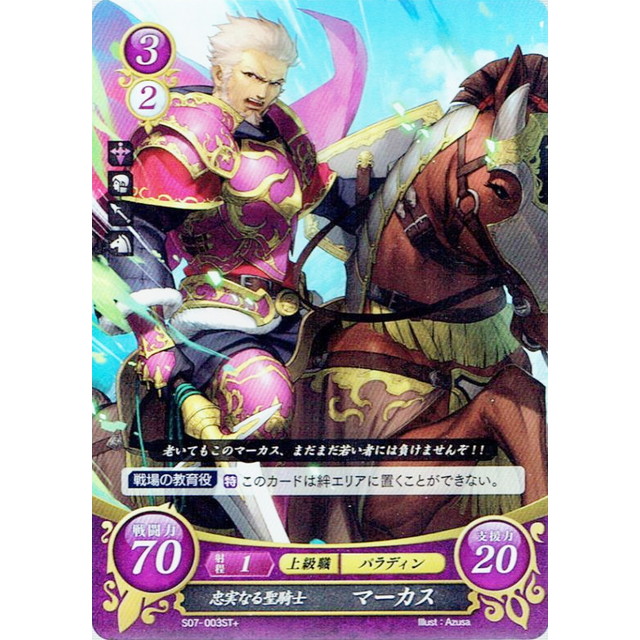 3
2
老いてもこのマーカス、まだまだ若い者には負けませんぞ!!
戦場の教育役 特 このカードは絆エリアに置くことができない。
戦闘力 70 射程 1 上級職 パラディン 支援力 20
忠実なる聖騎士 マーカス
S07-003ST+ Illust : Azusa